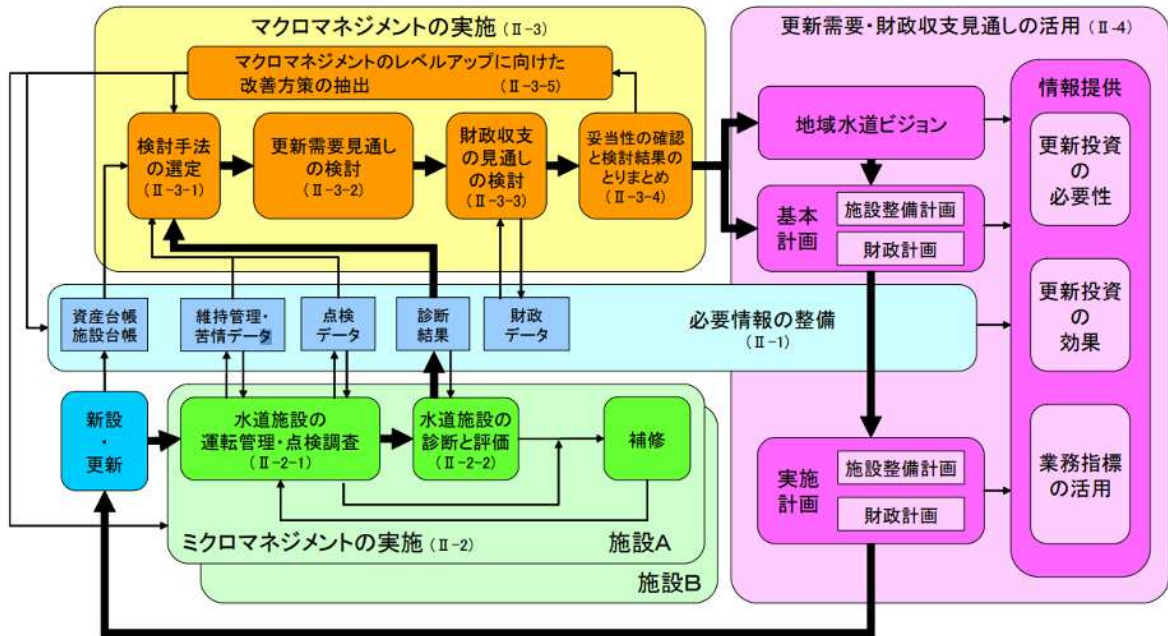 マクロマネジメントの実施(Ⅱ-3)
マクロマネジメントのレベルアップに向けた
改善方策の抽出 (Ⅱ-3-5)
検討手法
の選定
(Ⅱ-3-1)
更新需要見通し
の検討
(Ⅱ-3-2)
財政収支
の見通し
の検討
(Ⅱ-3-3)
妥当性の確認
と検討結果の
とりまとめ
(Ⅱ-3-4)
更新需要・財政収支見通しの活用(Ⅱ-4)
地域水道ビジョン
基本
計画
施設整備計画
財政計画
実施
計画
施設整備計画
財政計画
情報提供
更新投資
の
必要性
更新投資
の
効果
業務指標
の活用
資産台帳
施設台帳
維持管理・
苦情データ
点検
データ
診断
結果
財政
データ
必要情報の整備
(Ⅱ-1)
新設
・
更新
水道施設の
運転管理・点検調査
(Ⅱ-2-1)
水道施設の
診断と評価
(Ⅱ-2-2)
補修
ミクロマネジメントの実施(Ⅱ-2)
施設A
施設B